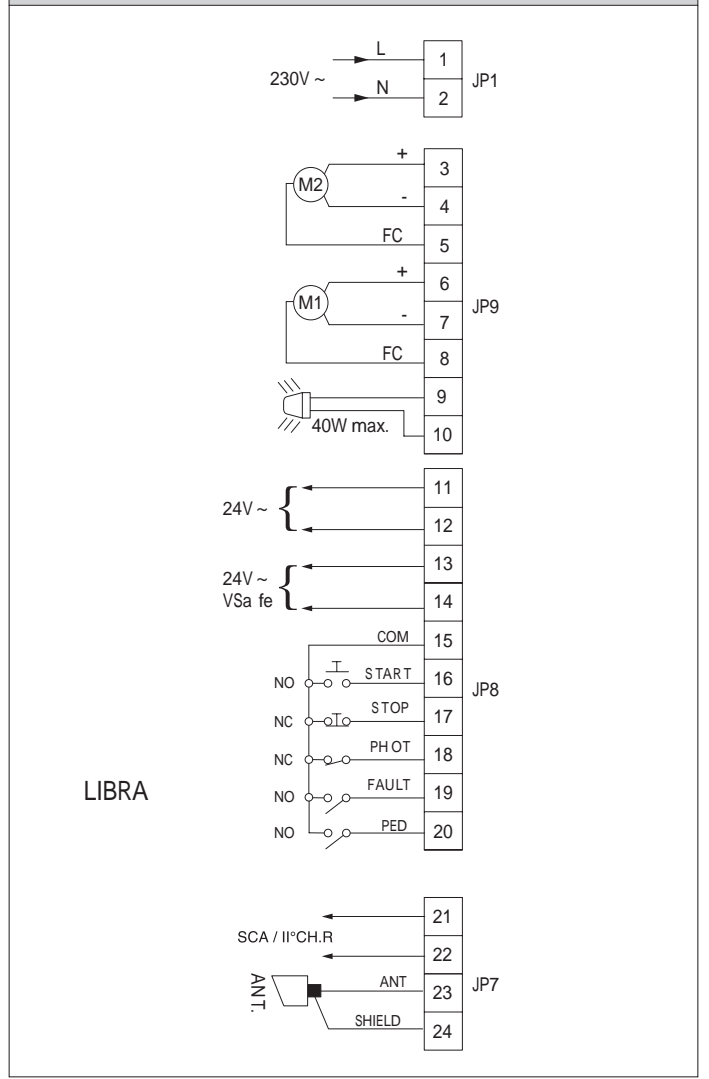 L
1
230V ~
JP1
N
2
+
3
M2
-
4
FC
5
+
6
M1
-
7
JP9
FC
8
9
40W max.
10
11
24V ~
12
13
24V ~
VSa fe
14
COM
15
NO
START
16
JP8
NC
STOP
17
NC
PHOT
18
LIBRA
NO
FAULT
19
NO
PED
20
21
SCA / II°CH.R
22
ANT.
ANT
23
JP7
SHIELD
24